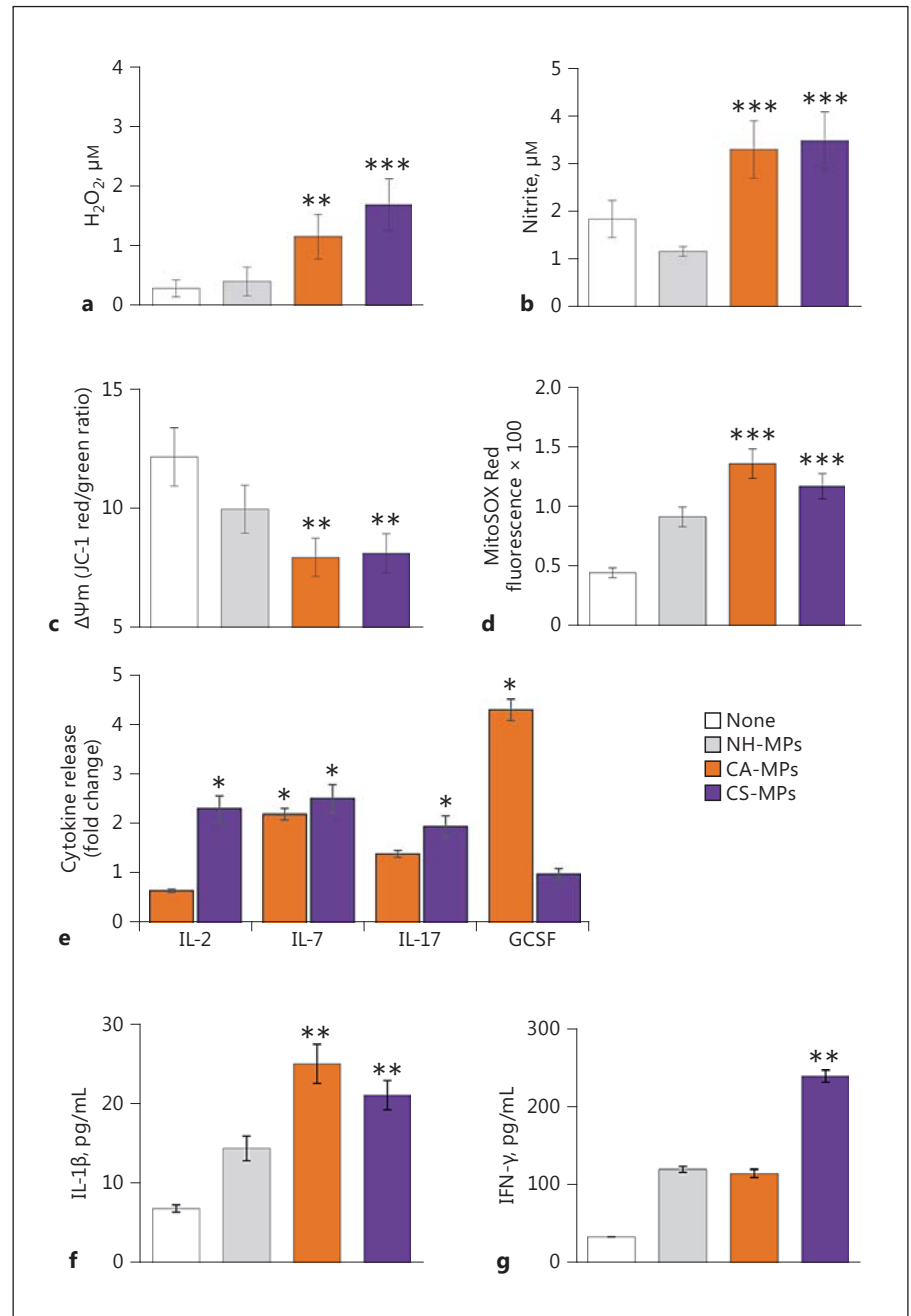 4
3
2
1
0
H₂O₂, µM
**
***
a
5
4
3
2
1
0
Nitrite, µM
***
***
b
15
10
5
ΔΨm (JC-1 red/green ratio)
**
**
c
2.0
1.5
1.0
0.5
0
MitoSOX Red
fluorescence × 100
***
***
d
5
4
3
2
1
0
Cytokine release
(fold change)
*
*
*
*
*
IL-2
IL-7
IL-17
GCSF
e
None
NH-MPs
CA-MPs
CS-MPs
30
20
10
0
IL-1β, pg/mL
**
**
f
300
200
100
0
IFN-γ, pg/mL
**
g